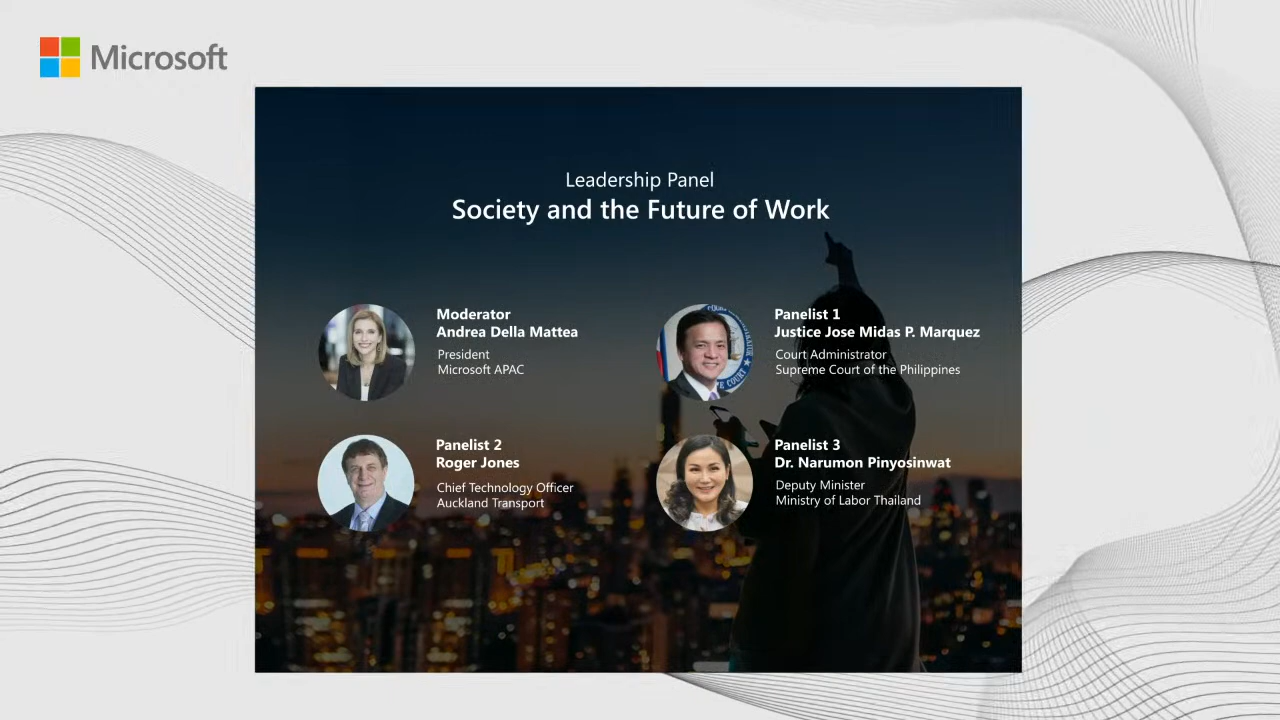 Microsoft
Leadership Panel
Society and the Future of Work
Moderator
Andrea Della Mattea
President
Microsoft APAC
Panelist 1
Justice Jose Midas P. Marquez
Court Administrator
Supreme Court of the Philippines
Panelist 2
Roger Jones
Chief Technology Officer
Auckland Transport
Panelist 3
Dr. Narumon Pinyosinwat
Deputy Minister
Ministry of Labor Thailand